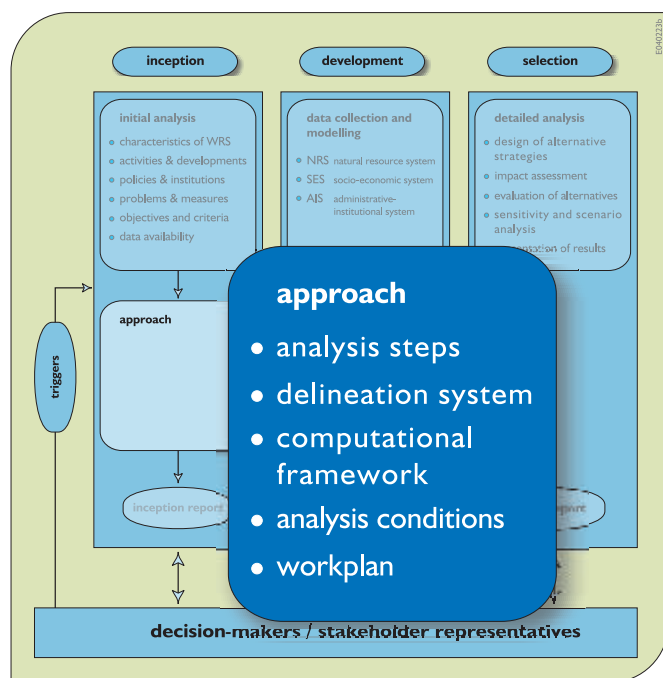 E040223b
inception
development
selection
initial analysis
characteristics of WRS
activities & developments
policies & institutions
problems & measures
objectives and criteria
data availability
data collection and
modelling
NRS natural resource system
SES socio-economic system
AIS administrative-
institutional system
detailed analysis
design of alternative
strategies
impact assessment
evaluation of alternatives
sensitivity and scenario
analysis
of results
approach
triggers
inception report
approach
• analysis steps
• delineation system
• computational
framework
• analysis conditions
• workplan
decision-makers / stakeholder representatives